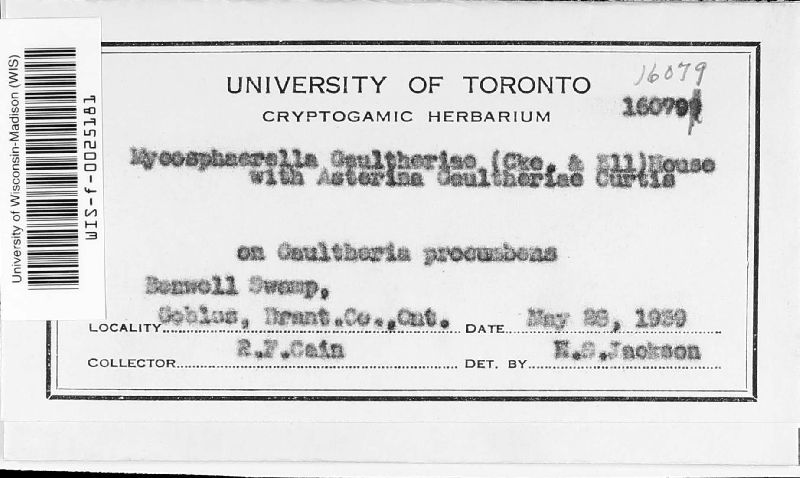 University of Wisconsin-Madison (WIS)
WIS-f-0025181
16079
UNIVERSITY OF TORONTO
16079
CRYPTOGAMIC HERBARIUM
Mycosphaerella Gaultheriae (Cke. & Ell)House
with Asterina Gaultheriae Curtis
on Gaultheria procumbens
Benwell Swamp,
LOCALITY Gobles, Brant.Co.,Ont. DATE May 28, 1939
COLLECTOR R.F.Cain DET. BY H.S.Jackson